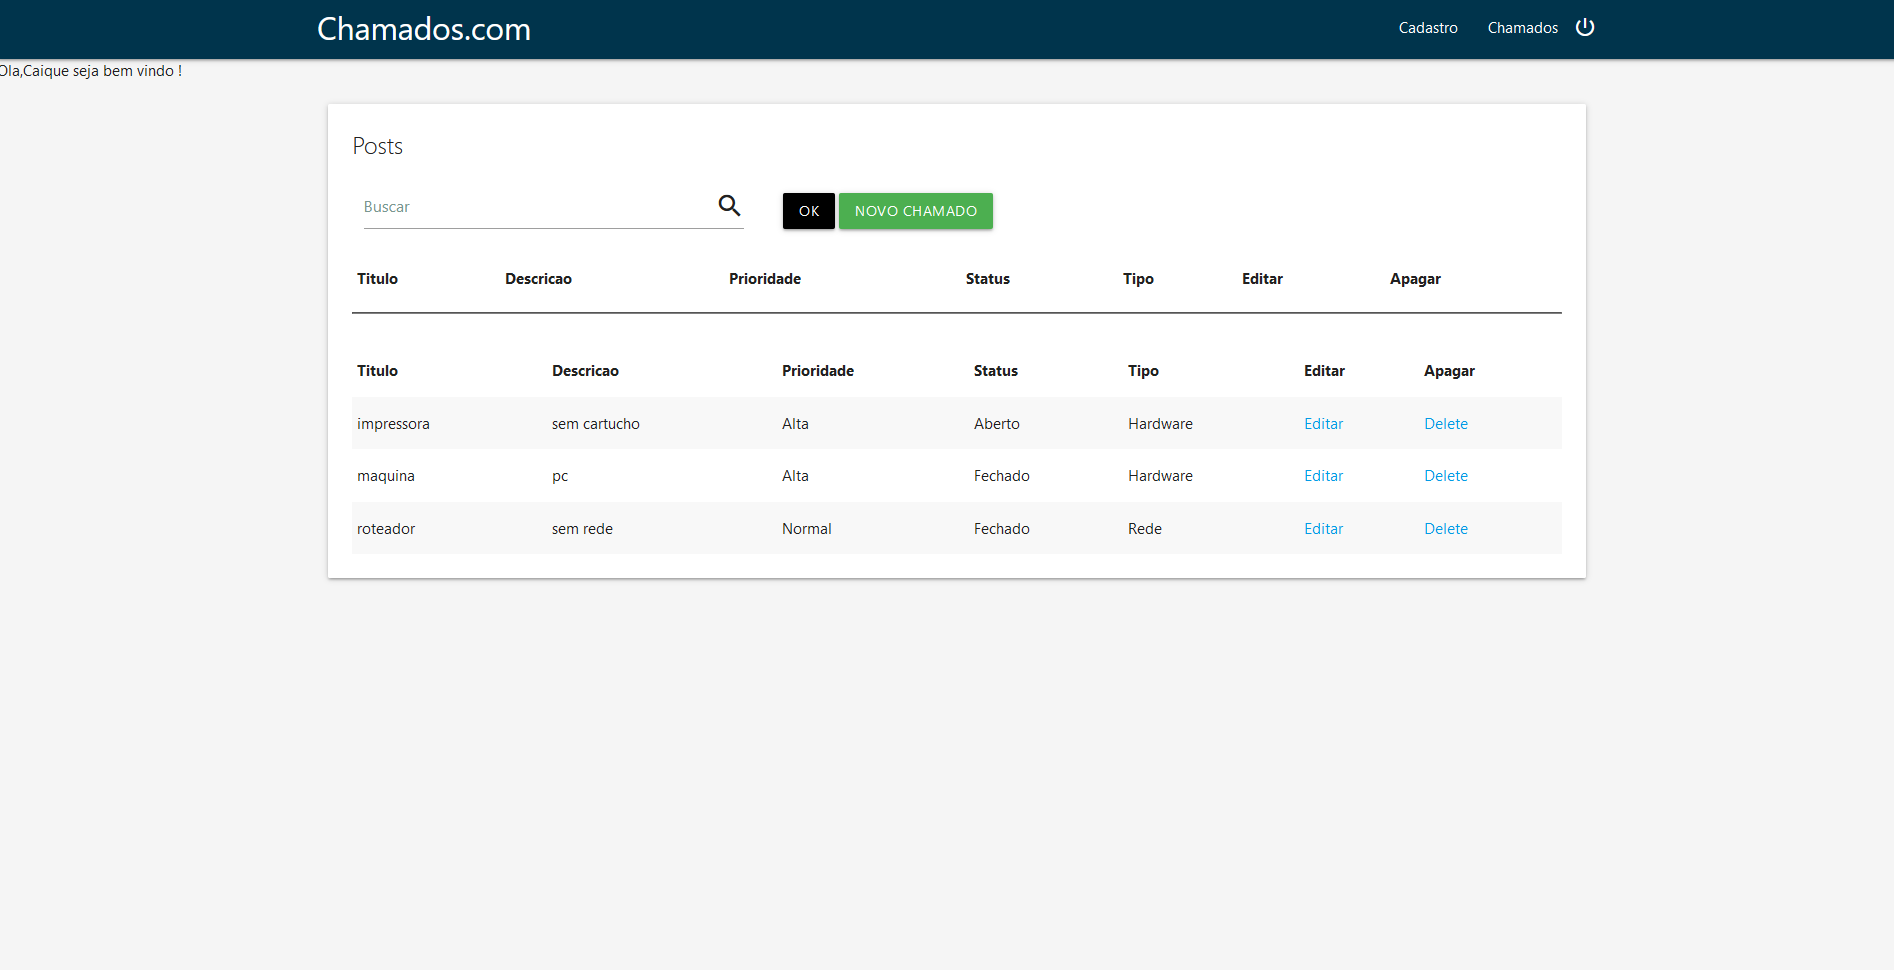 Chamados.com Cadastro Chamados
Ola,Caique seja bem vindo !
Posts
Buscar OK NOVO CHAMADO
Titulo Descricao Prioridade Status Tipo Editar Apagar
Titulo Descricao Prioridade Status Tipo Editar Apagar
impressora sem cartucho Alta Aberto Hardware Editar Delete
maquina pc Alta Fechado Hardware Editar Delete
roteador sem rede Normal Fechado Rede Editar Delete